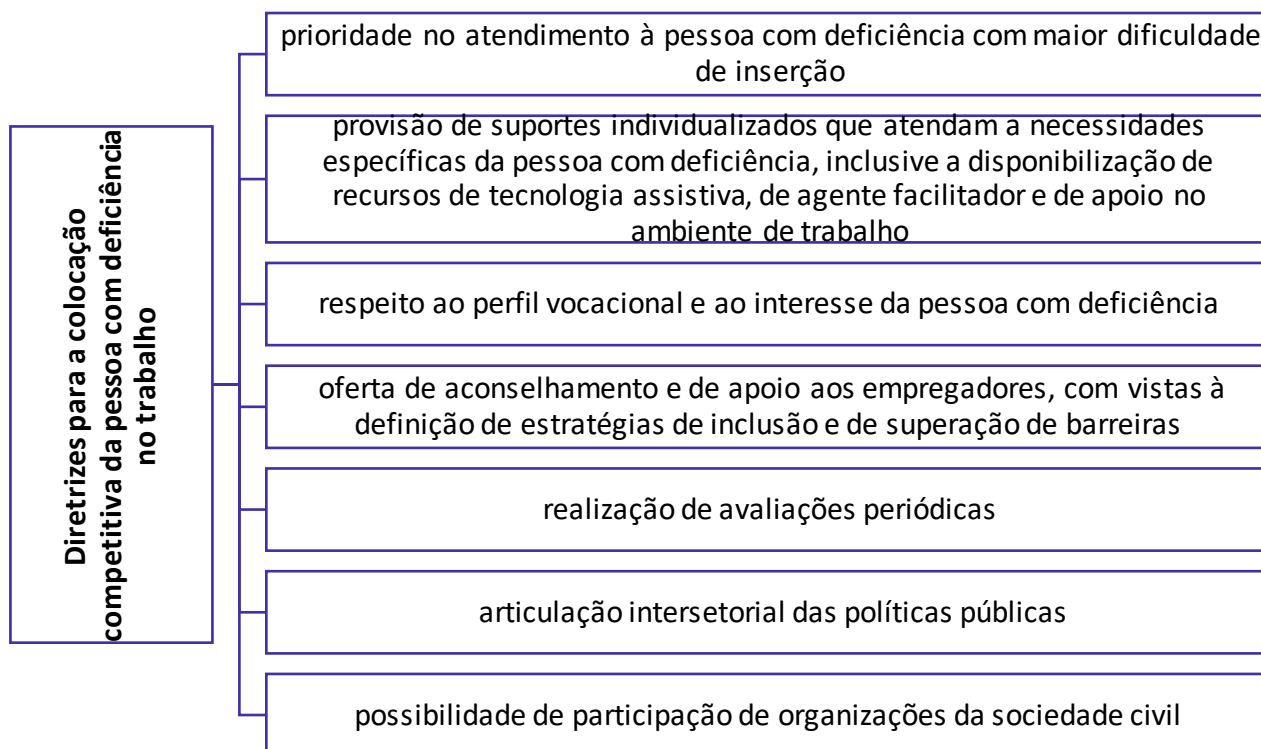 Diretrizes para a colocação
competitiva da pessoa com deficiência
no trabalho
prioridade no atendimento à pessoa com deficiência com maior dificuldade
de inserção
provisão de suportes individualizados que atendam a necessidades
específicas da pessoa com deficiência, inclusive a disponibilização de
recursos de tecnologia assistiva, de agente facilitador e de apoio no
ambiente de trabalho
respeito ao perfil vocacional e ao interesse da pessoa com deficiência
oferta de aconselhamento e de apoio aos empregadores, com vistas à
definição de estratégias de inclusão e de superação de barreiras
realização de avaliações periódicas
articulação intersetorial das políticas públicas
possibilidade de participação de organizações da sociedade civil